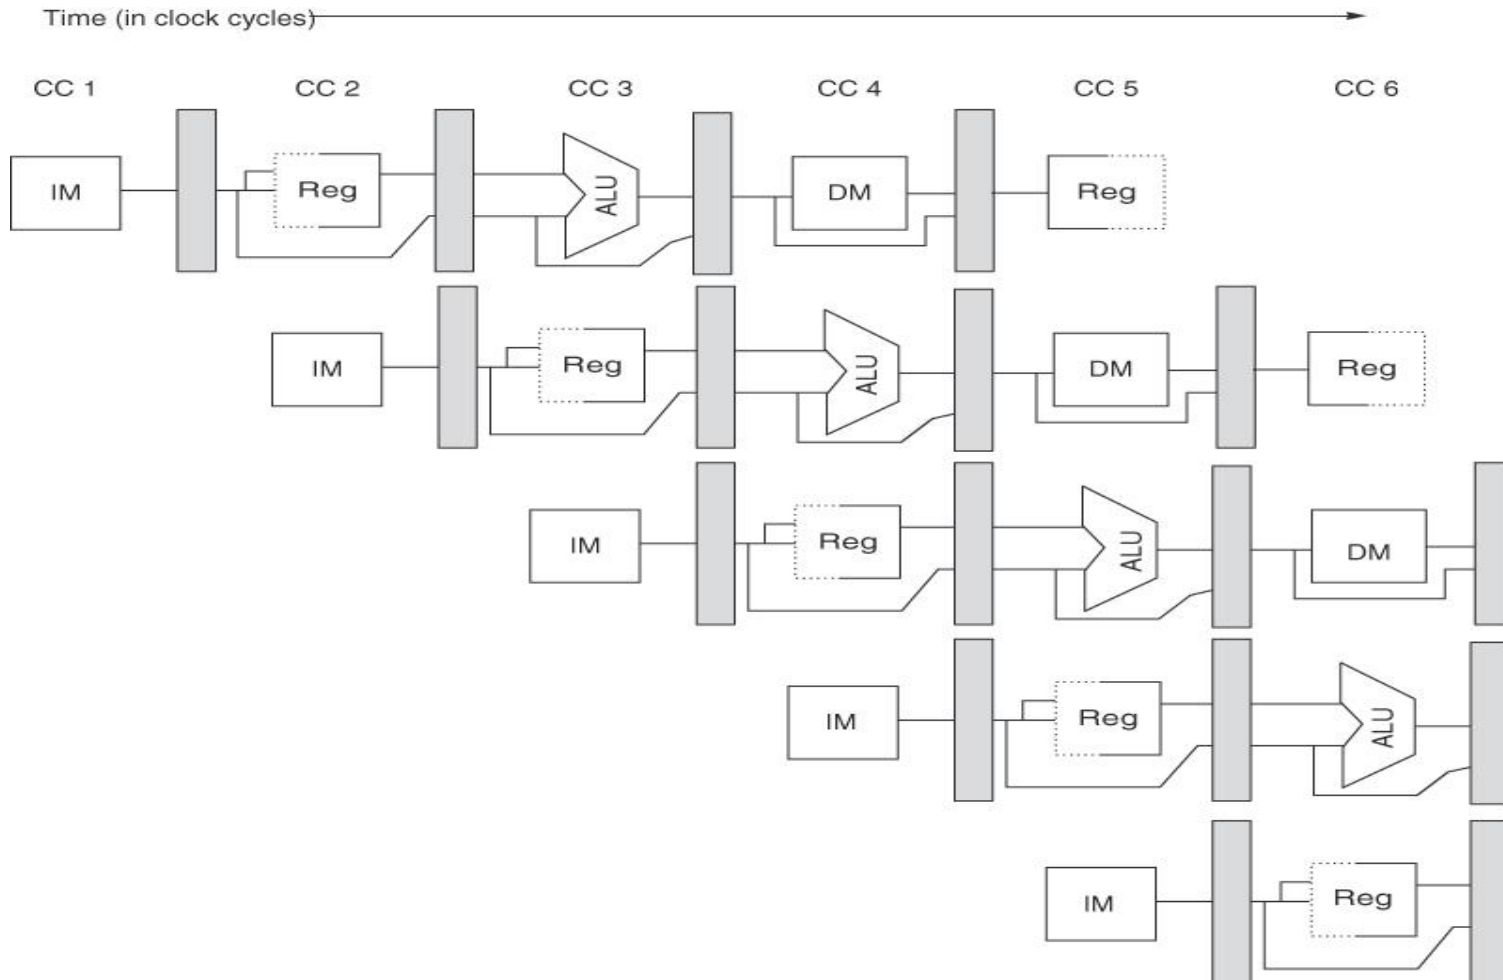 Time (in clock cycles)
CC 1 CC 2 CC 3 CC 4 CC 5 CC 6
IM Reg ALU DM Reg
IM Reg ALU DM Reg
IM Reg ALU DM
IM Reg ALU
IM Reg